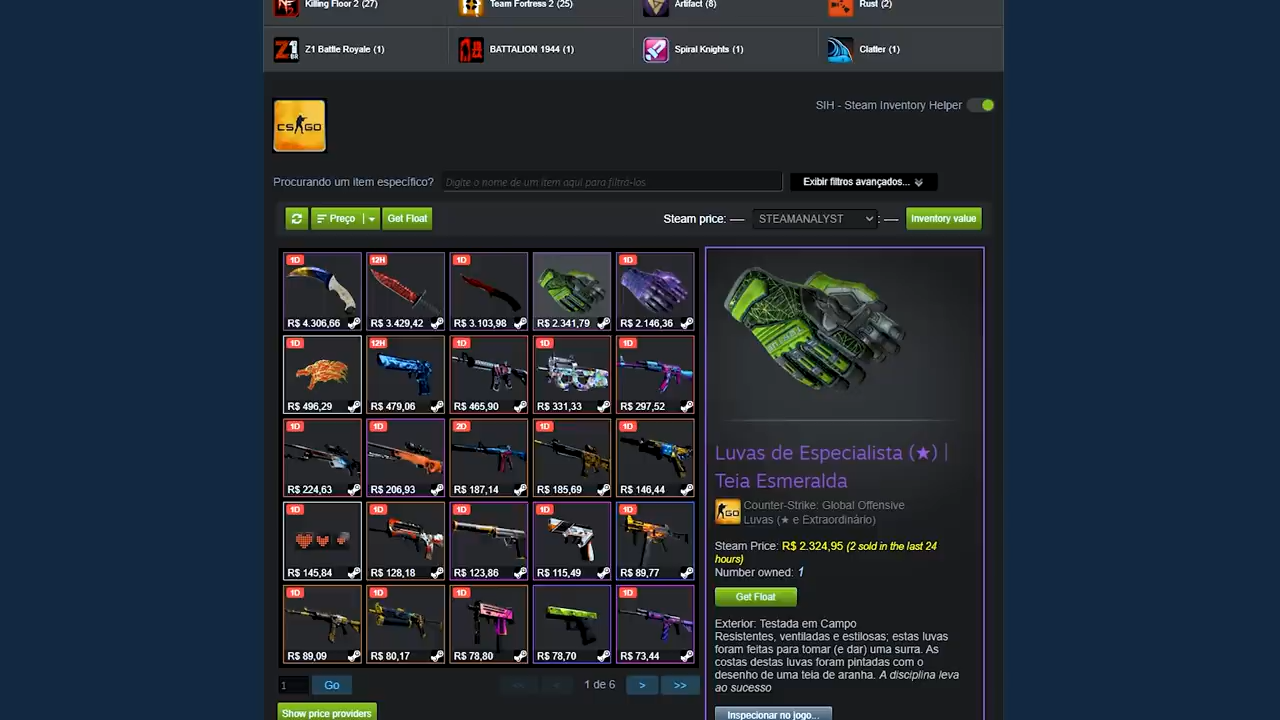 Killing Floor 2 (27)
Team Fortress 2 (25)
Artifact (8)
Rust (2)
Z1 Battle Royale (1)
BATTALION 1944 (1)
Spiral Knights (1)
Clatter (1)
SIH - Steam Inventory Helper
CS GO
Procurando um item específico?
Digite o nome de um item aqui para filtrá-los
Exibir filtros avançados...
Preço
Get Float
Steam price: —
STEAMANALYST
: —
Inventory value
1D
12H
1D
1D
R$ 4.306,66
R$ 3.429,42
R$ 3.103,98
R$ 2.341,79
R$ 2.146,36
1D
12H
1D
1D
1D
R$ 496,29
R$ 479,06
R$ 465,90
R$ 331,33
R$ 297,52
1D
1D
2D
1D
1D
R$ 224,63
R$ 206,93
R$ 187,14
R$ 185,69
R$ 146,44
1D
1D
1D
1D
1D
R$ 145,84
R$ 128,18
R$ 123,86
R$ 115,49
R$ 89,77
1D
1D
1D
1D
R$ 89,09
R$ 80,17
R$ 78,80
R$ 78,70
R$ 73,44
1
Go
<<
<
1 de 6
>
>>
Show price providers
Luvas de Especialista (★) |
Teia Esmeralda
GO
Counter-Strike: Global Offensive
Luvas (★ e Extraordinário)
Steam Price: R$ 2.324,95 (2 sold in the last 24
hours)
Number owned: 1
Get Float
Exterior: Testada em Campo
Resistentes, ventiladas e estilosas; estas luvas
foram feitas para tomar (e dar) uma surra. As
costas destas luvas foram pintadas com o
desenho de uma teia de aranha. A disciplina leva
ao sucesso
Inspecionar no jogo...